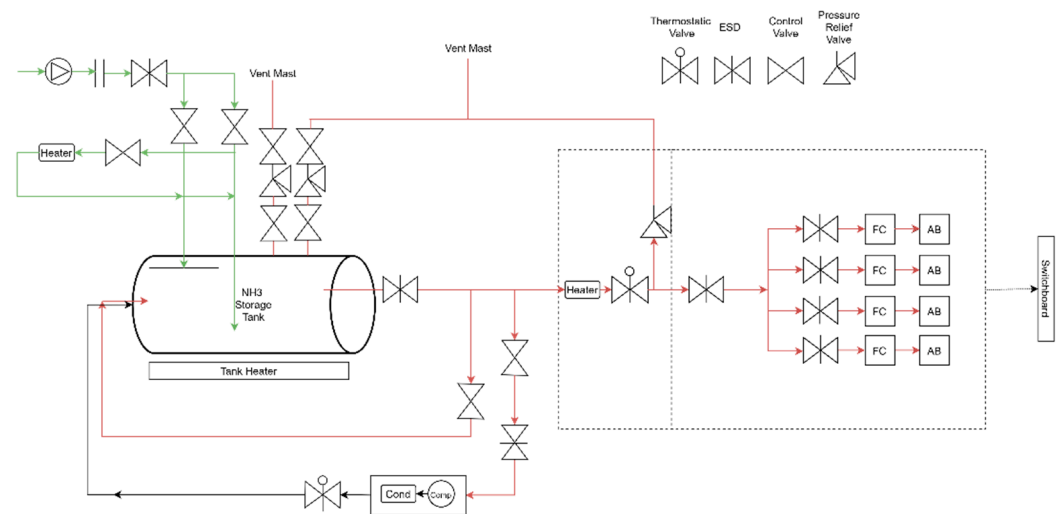 Thermostatic
Valve
ESD
Control
Valve
Pressure
Relief
Valve
Vent Mast
Vent Mast
Heater
NH3
Storage
Tank
Tank Heater
Heater
FC
AB
FC
AB
FC
AB
FC
AB
Switchboard
Cond
Comp